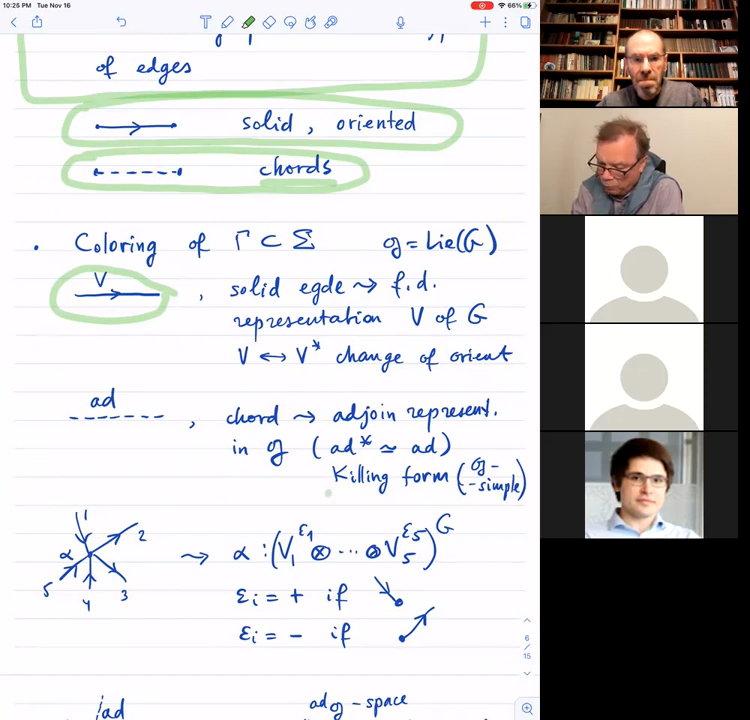 10:25 PM Tue Nov 16
66%
of edges
solid, oriented
chords
· Coloring of Γ ⊂ Σ g = Lie(G)
V , solid egde ⇝ f.d.
representation V of G
V ↔ V* change of orient
ad , chord → adjoin represent.
in g (ad* ≃ ad)
Killing form (g - - simple)
1 2 3 4 5 α ⇝ α : (V₁^ε₁ ⊗ ··· ⊗ V₅^ε₅)^G
εi = + if
εi = - if
6 / 15
ad ad g - space